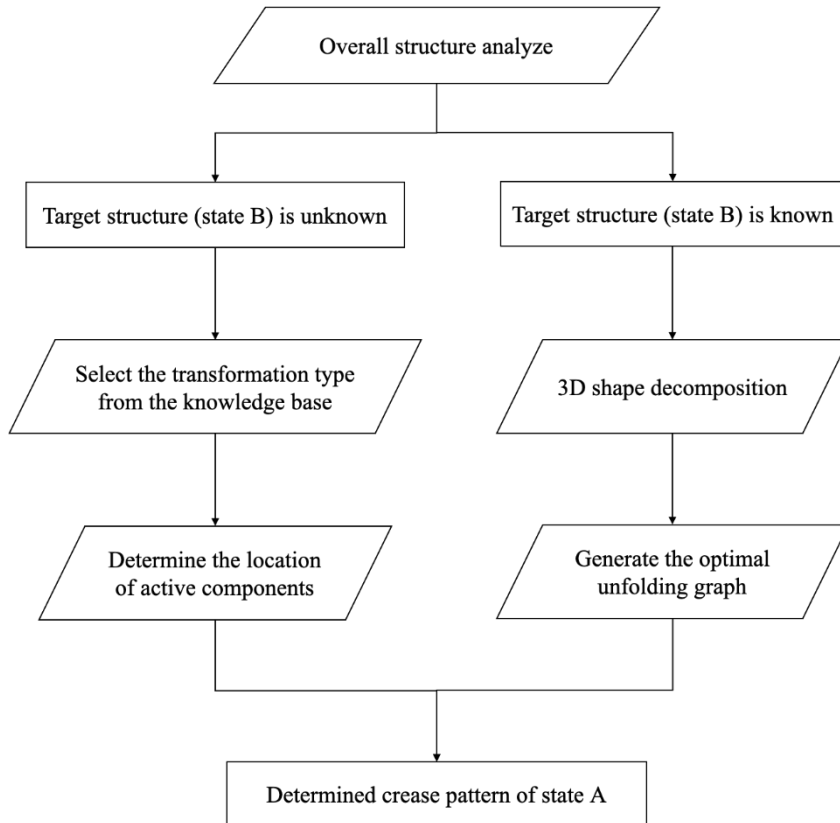 Overall structure analyze
Target structure (state B) is unknown
Target structure (state B) is known
Select the transformation type
from the knowledge base
3D shape decomposition
Determine the location
of active components
Generate the optimal
unfolding graph
Determined crease pattern of state A